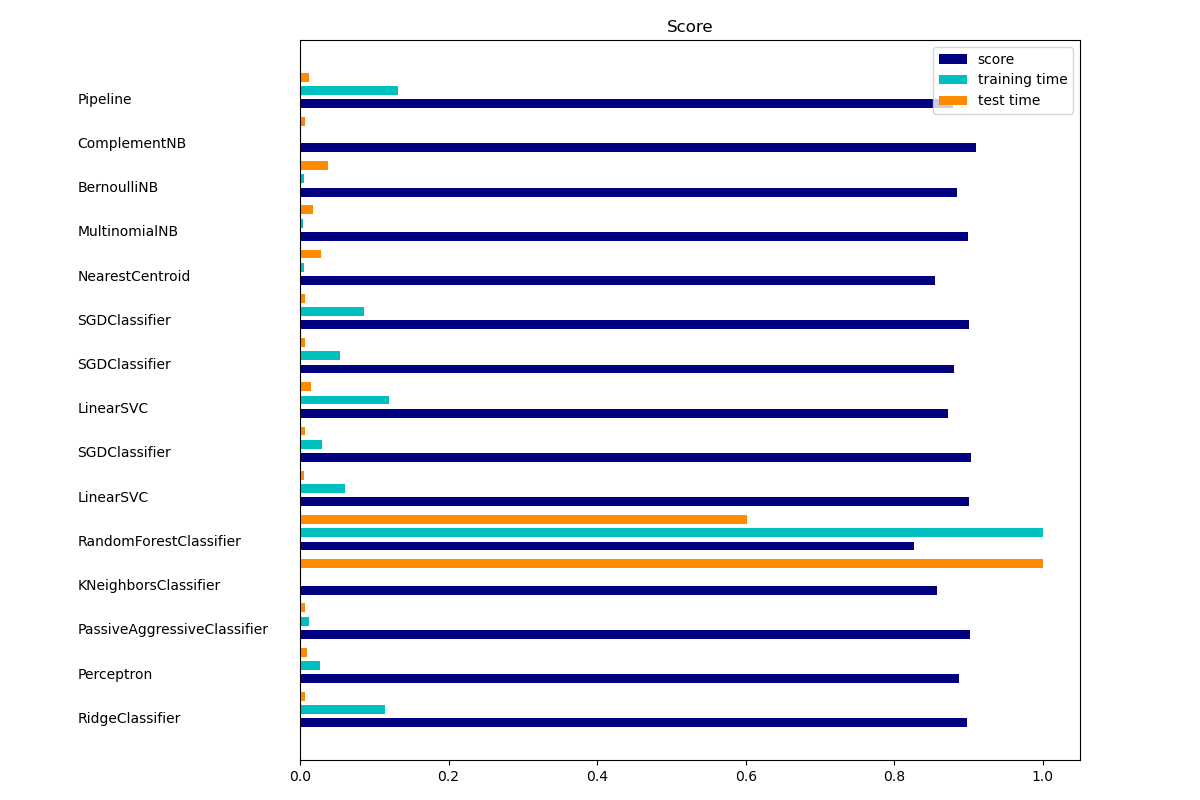 Score
score
training time
test time
Pipeline
ComplementNB
BernoulliNB
MultinomialNB
NearestCentroid
SGDClassifier
SGDClassifier
LinearSVC
SGDClassifier
LinearSVC
RandomForestClassifier
KNeighborsClassifier
PassiveAggressiveClassifier
Perceptron
RidgeClassifier
0.0 0.2 0.4 0.6 0.8 1.0